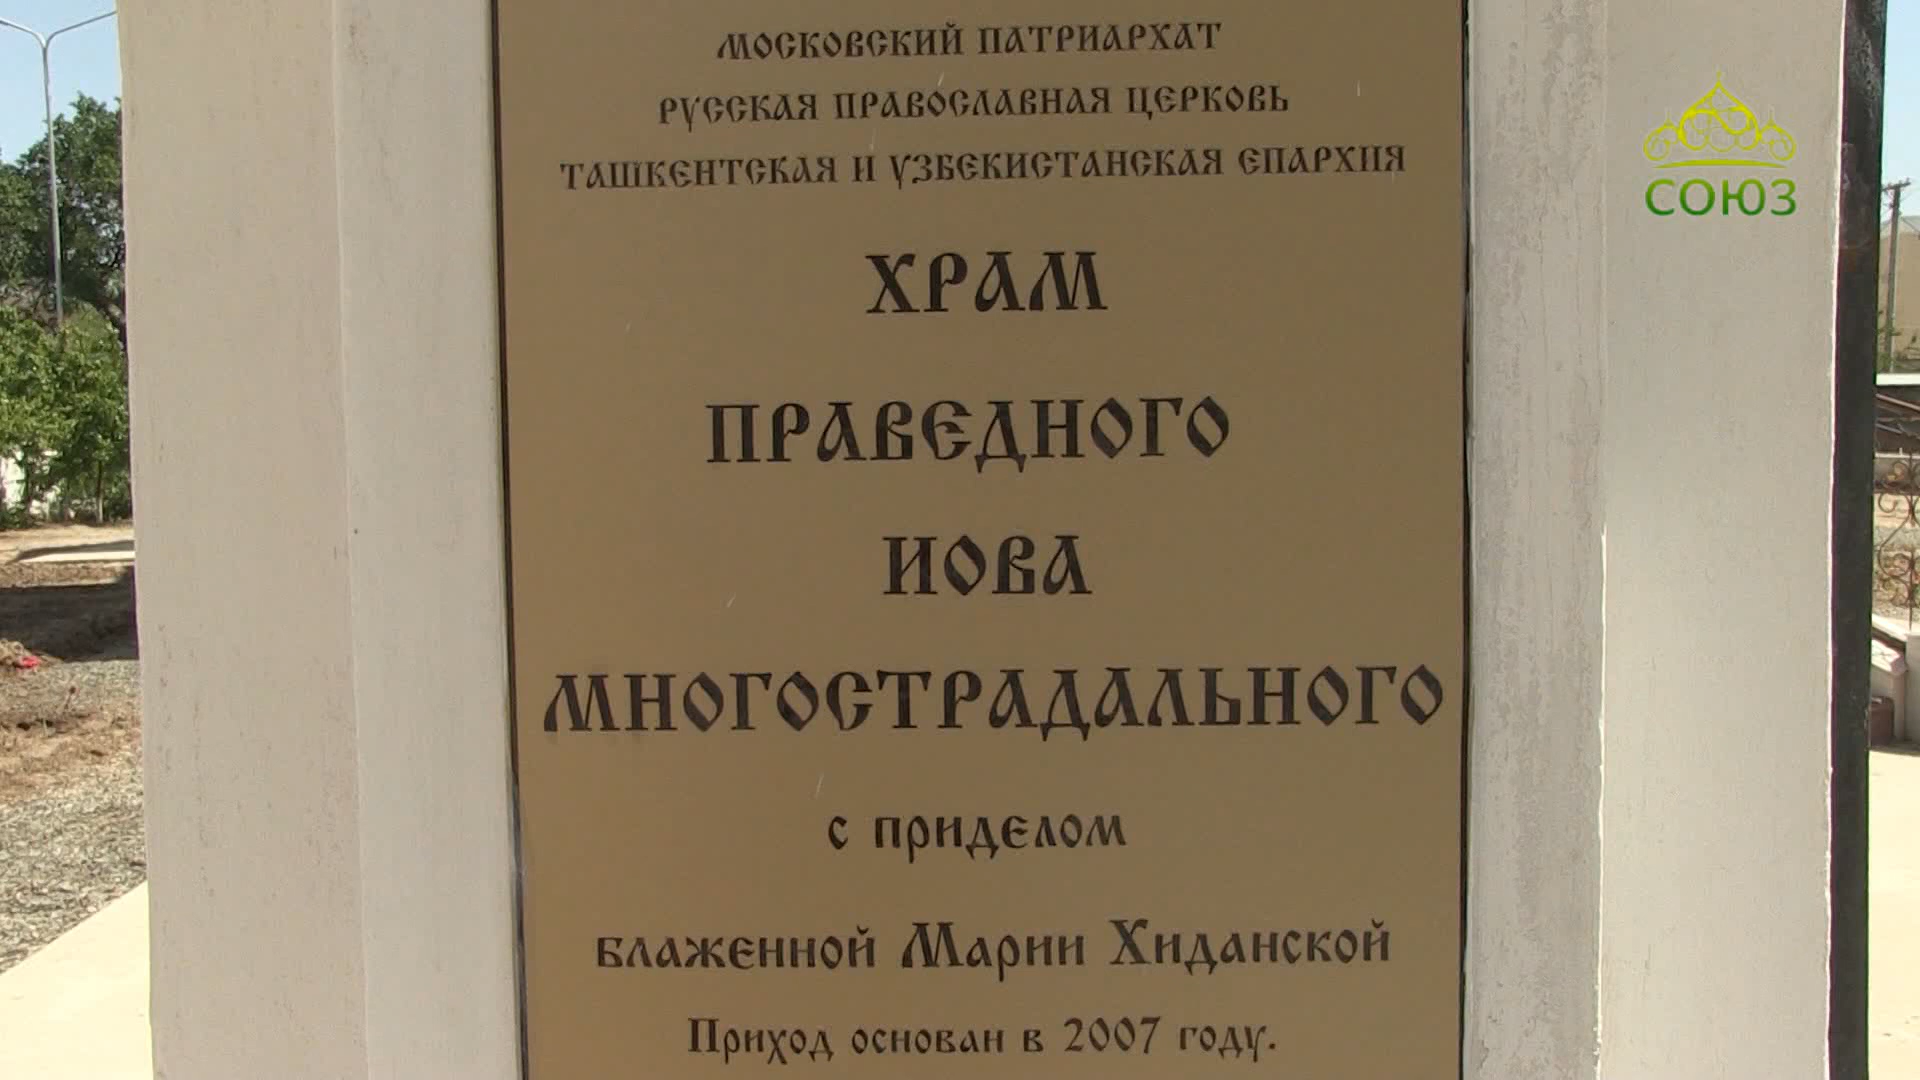 МОСКОВСКИЙ ПАТРИАРХАТ
РУССКАЯ ПРАВОСЛАВНАЯ ЦЕРКОВЬ
ТАШКЕНТСКАЯ И УЗБЕКИСТАНСКАЯ ЕПАРХИЯ
СОЮЗ
ХРАМ
ПРАВЕДНОГО
ИОВА
МНОГОСТРАДАЛЬНОГО
с приделом
блаженной Марии Хиданской
Приход основан в 2007 году.